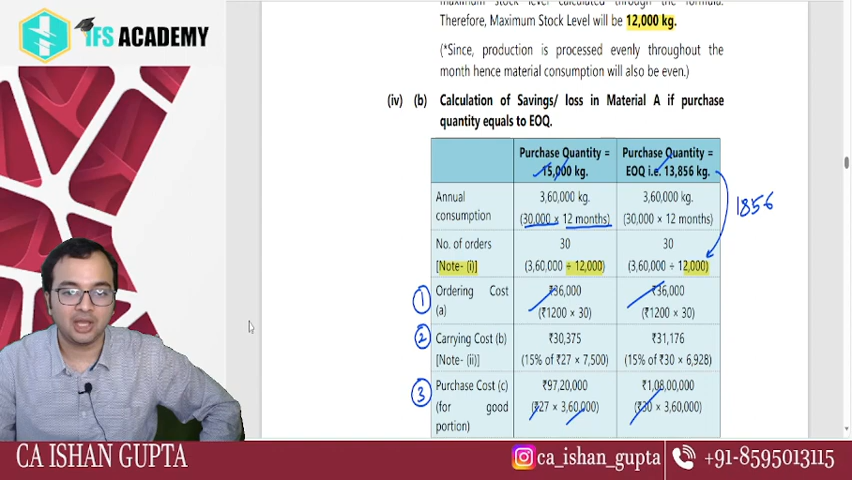 IFS ACADEMY
maximum stock level calculated through the formula.
Therefore, Maximum Stock Level will be 12,000 kg.
(*Since, production is processed evenly throughout the
month hence material consumption will also be even.)
(iv) (b) Calculation of Savings/ loss in Material A if purchase
quantity equals to EOQ.
Purchase Quantity = Purchase Quantity =
15,000 kg. EOQ i.e. 13,856 kg.
1856
Annual 3,60,000 kg. 3,60,000 kg.
consumption (30,000 × 12 months) (30,000 × 12 months)
No. of orders 30 30
[Note- (i)] (3,60,000 ÷ 12,000) (3,60,000 ÷ 12,000)
1 Ordering Cost ₹36,000 ₹36,000
(a) (₹1200 × 30) (₹1200 × 30)
2 Carrying Cost (b) ₹30,375 ₹31,176
[Note- (ii)] (15% of ₹27 × 7,500) (15% of ₹30 × 6,928)
3 Purchase Cost (c) ₹97,20,000 ₹1,08,00,000
(for good (₹27 × 3,60,000) (₹30 × 3,60,000)
portion)
CA ISHAN GUPTA ca_ishan_gupta +91-8595013115